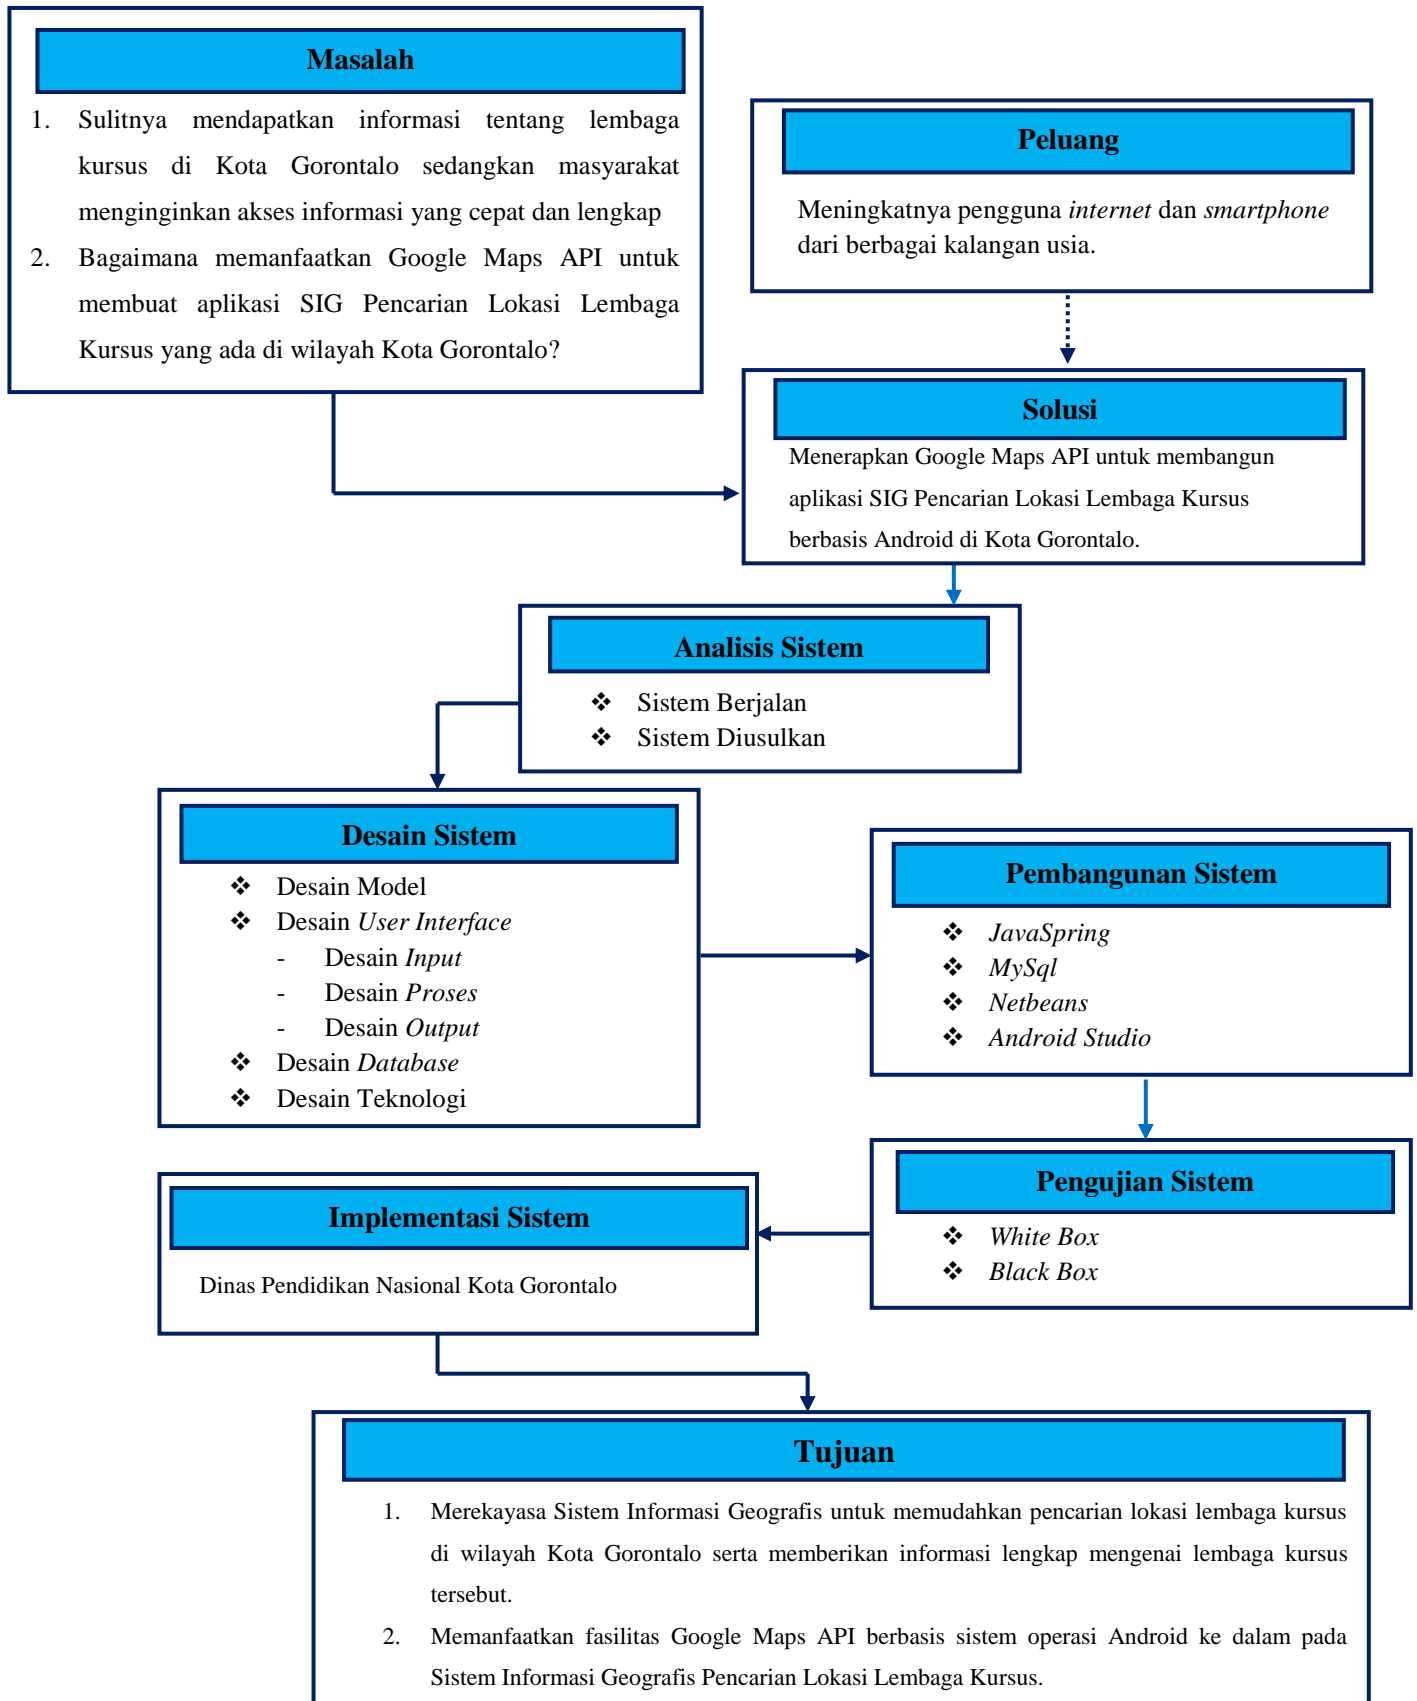 Masalah
1. Sulitnya mendapatkan informasi tentang lembaga
kursus di Kota Gorontalo sedangkan masyarakat
menginginkan akses informasi yang cepat dan lengkap
2. Bagaimana memanfaatkan Google Maps API untuk
membuat aplikasi SIG Pencarian Lokasi Lembaga
Kursus yang ada di wilayah Kota Gorontalo?
Peluang
Meningkatnya pengguna internet dan smartphone
dari berbagai kalangan usia.
Solusi
Menerapkan Google Maps API untuk membangun
aplikasi SIG Pencarian Lokasi Lembaga Kursus
berbasis Android di Kota Gorontalo.
Analisis Sistem
❖ Sistem Berjalan
❖ Sistem Diusulkan
Desain Sistem
❖ Desain Model
❖ Desain User Interface
- Desain Input
- Desain Proses
- Desain Output
❖ Desain Database
❖ Desain Teknologi
Pembangunan Sistem
❖ JavaSpring
❖ MySql
❖ Netbeans
❖ Android Studio
Pengujian Sistem
❖ White Box
❖ Black Box
Implementasi Sistem
Dinas Pendidikan Nasional Kota Gorontalo
Tujuan
1. Merekayasa Sistem Informasi Geografis untuk memudahkan pencarian lokasi lembaga kursus
di wilayah Kota Gorontalo serta memberikan informasi lengkap mengenai lembaga kursus
tersebut.
2. Memanfaatkan fasilitas Google Maps API berbasis sistem operasi Android ke dalam pada
Sistem Informasi Geografis Pencarian Lokasi Lembaga Kursus.